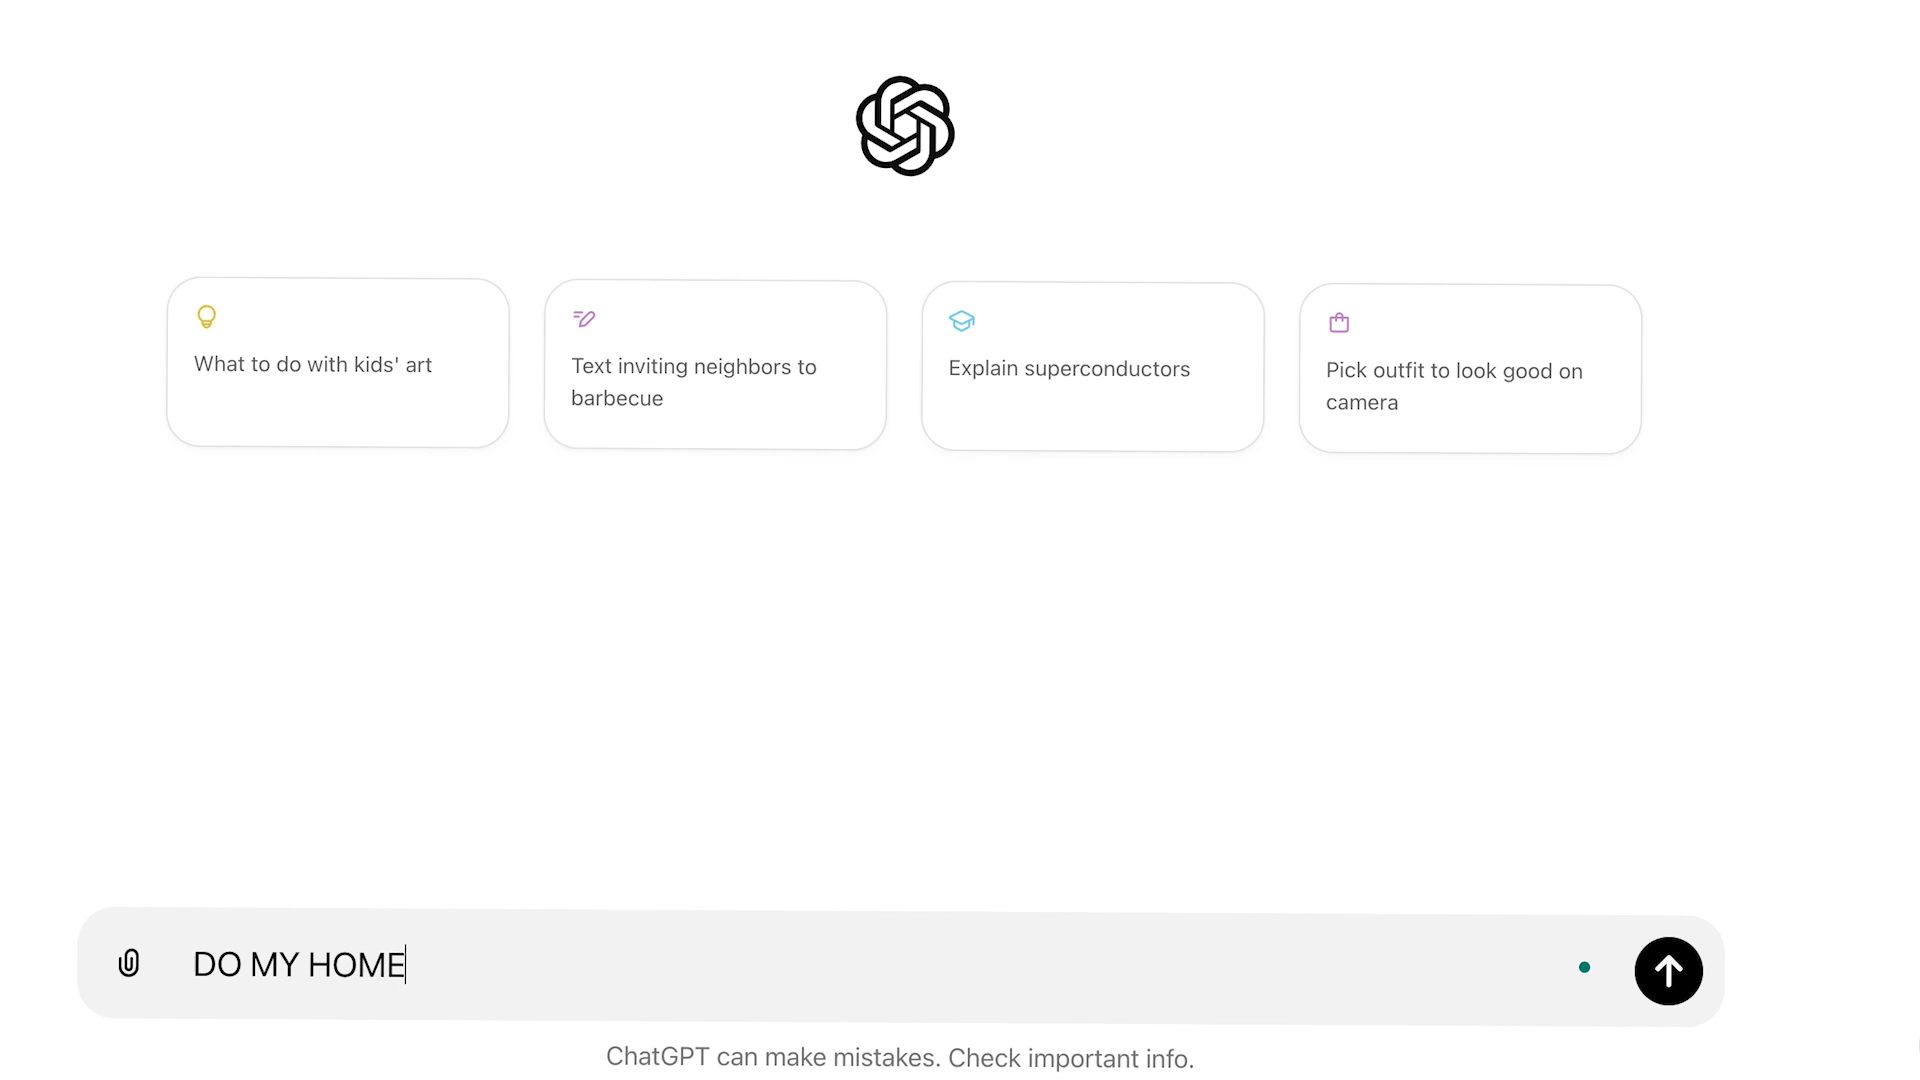 What to do with kids' art
Text inviting neighbors to
barbecue
Explain superconductors
Pick outfit to look good on
camera
DO MY HOME
ChatGPT can make mistakes. Check important info.